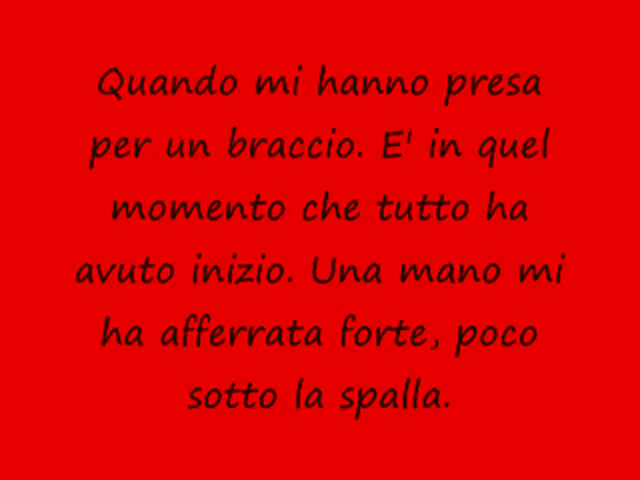 Quando mi hanno presa
per un braccio. E' in quel
momento che tutto ha
avuto inizio. Una mano mi
ha afferrata forte, poco
sotto la spalla.